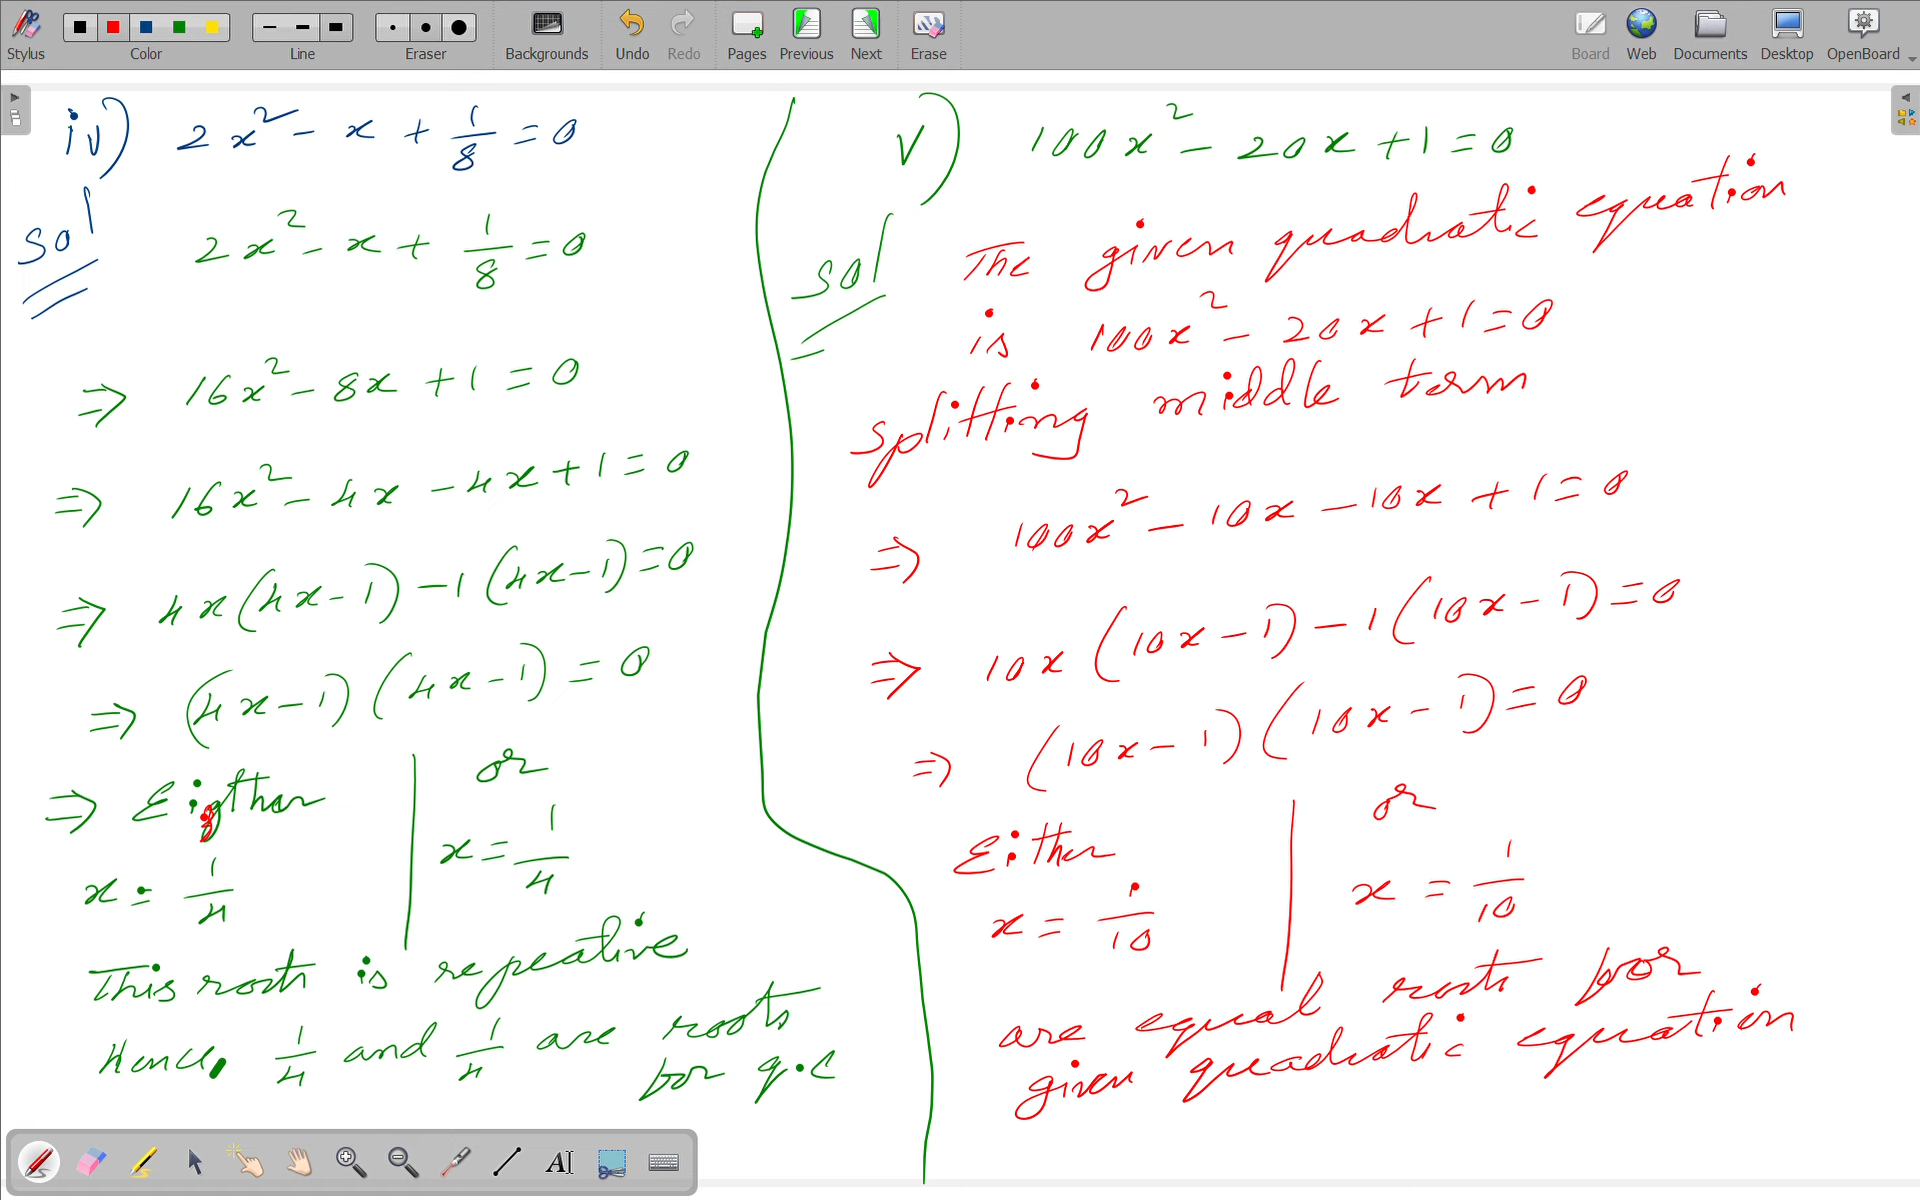 Stylus Color Line Eraser Backgrounds Undo Redo Pages Previous Next Erase Board Web Documents Desktop OpenBoard
iv) 2x² - x + 1/8 = 0
Sol
2x² - x + 1/8 = 0
⇒ 16x² - 8x + 1 = 0
⇒ 16x² - 4x - 4x + 1 = 0
⇒ 4x(4x - 1) - 1(4x - 1) = 0
⇒ (4x - 1)(4x - 1) = 0
⇒ Either | or
x = 1/4 | x = 1/4
This root is repeative
Hence, 1/4 and 1/4 are roots
for q.e
v) 100x² - 20x + 1 = 0
Sol
The given quadratic equation
is 100x² - 20x + 1 = 0
splitting middle term
⇒ 100x² - 10x - 10x + 1 = 0
⇒ 10x(10x - 1) - 1(10x - 1) = 0
⇒ (10x - 1)(10x - 1) = 0
Either | or
x = 1/10 | x = 1/10
are equal roots for
given quadratic equation